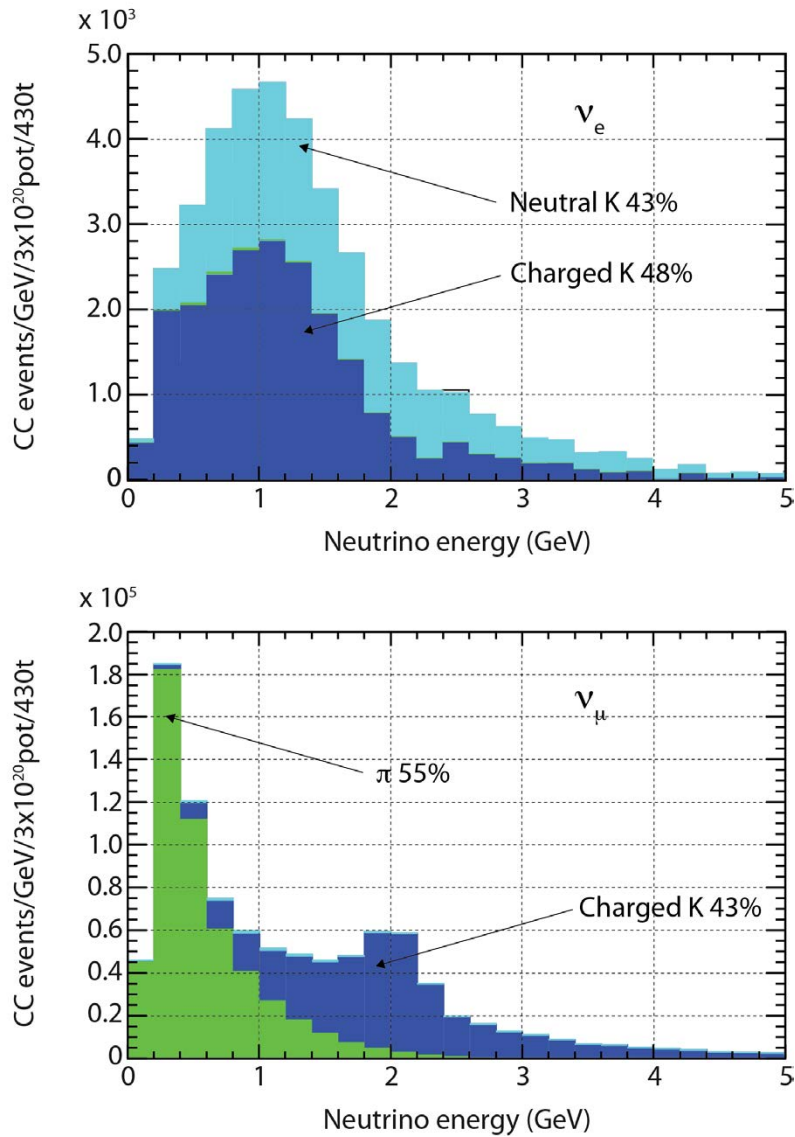 x 10³
5.0
4.0
3.0
2.0
1.0
0
0 1 2 3 4 5
CC events/GeV/3x10²⁰pot/430t
νe
Neutral K 43%
Charged K 48%
Neutrino energy (GeV)
x 10⁵
2.0
1.8
1.6
1.4
1.2
1.0
0.8
0.6
0.4
0.2
0
0 1 2 3 4 5
CC events/GeV/3x10²⁰pot/430t
νμ
π 55%
Charged K 43%
Neutrino energy (GeV)